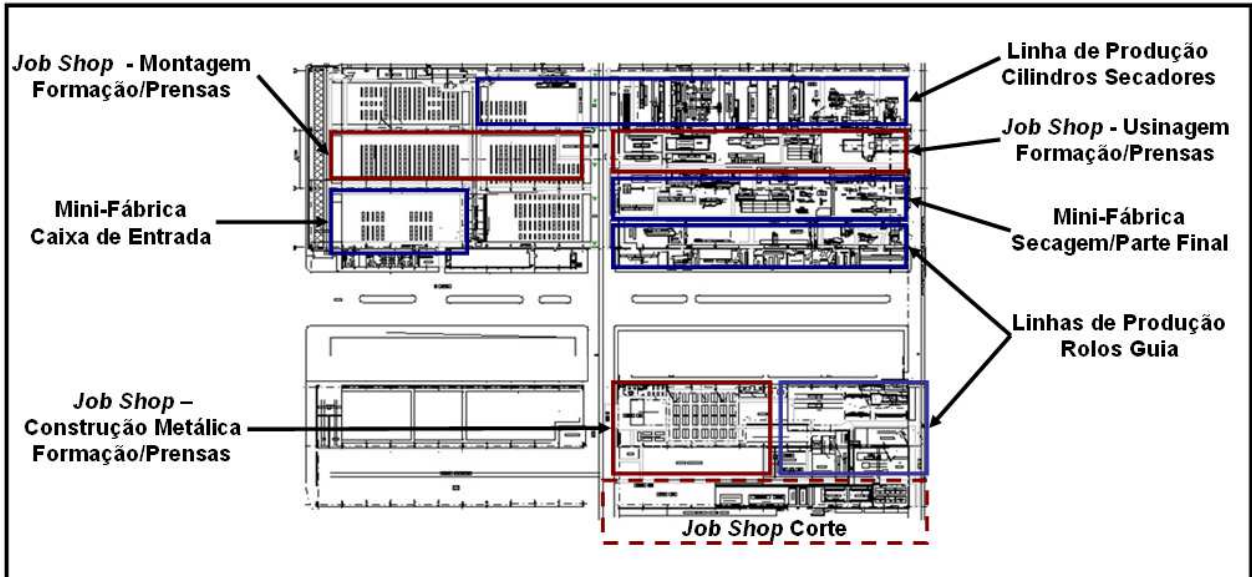 Job Shop - Montagem
Formação/Prensas
Mini-Fábrica
Caixa de Entrada
Job Shop –
Construção Metálica
Formação/Prensas
Linha de Produção
Cilindros Secadores
Job Shop - Usinagem
Formação/Prensas
Mini-Fábrica
Secagem/Parte Final
Linhas de Produção
Rolos Guia
Job Shop Corte